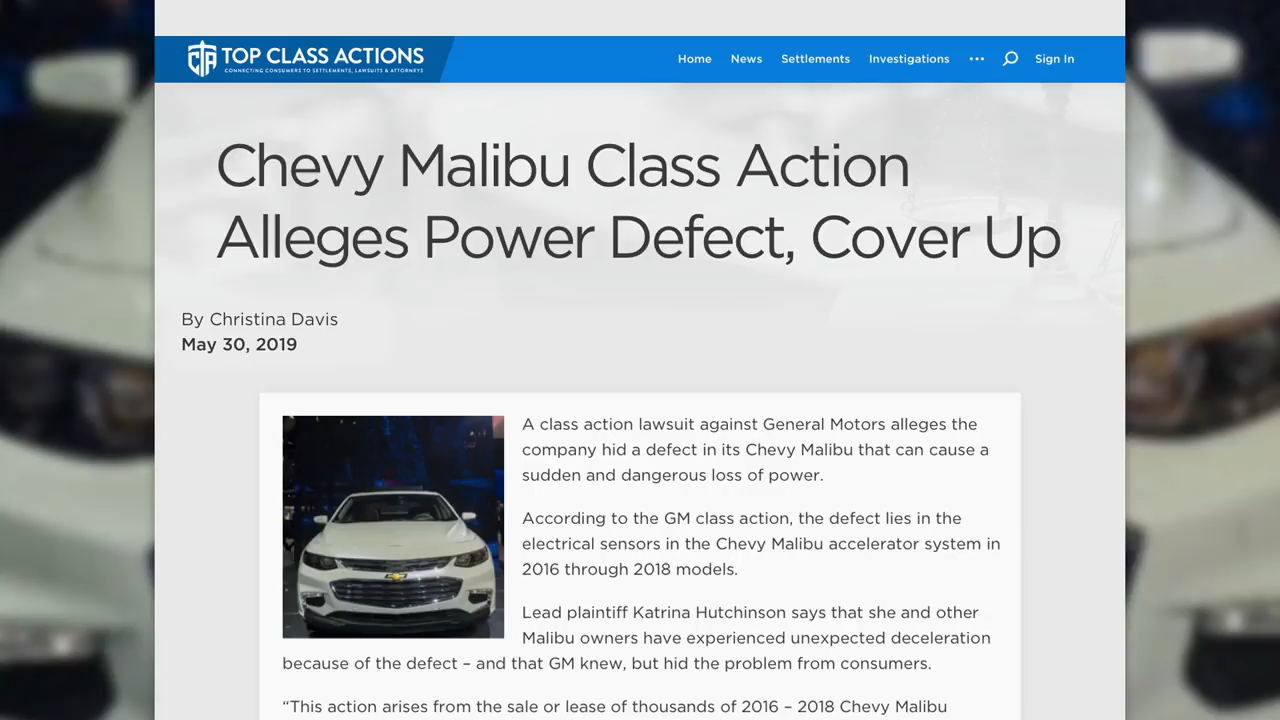 TOP CLASS ACTIONS
CONNECTING CONSUMERS TO SETTLEMENTS, LAWSUITS & ATTORNEYS
Home News Settlements Investigations ••• Sign In
Chevy Malibu Class Action
Alleges Power Defect, Cover Up
By Christina Davis
May 30, 2019
A class action lawsuit against General Motors alleges the
company hid a defect in its Chevy Malibu that can cause a
sudden and dangerous loss of power.
According to the GM class action, the defect lies in the
electrical sensors in the Chevy Malibu accelerator system in
2016 through 2018 models.
Lead plaintiff Katrina Hutchinson says that she and other
Malibu owners have experienced unexpected deceleration
because of the defect – and that GM knew, but hid the problem from consumers.
“This action arises from the sale or lease of thousands of 2016 – 2018 Chevy Malibu